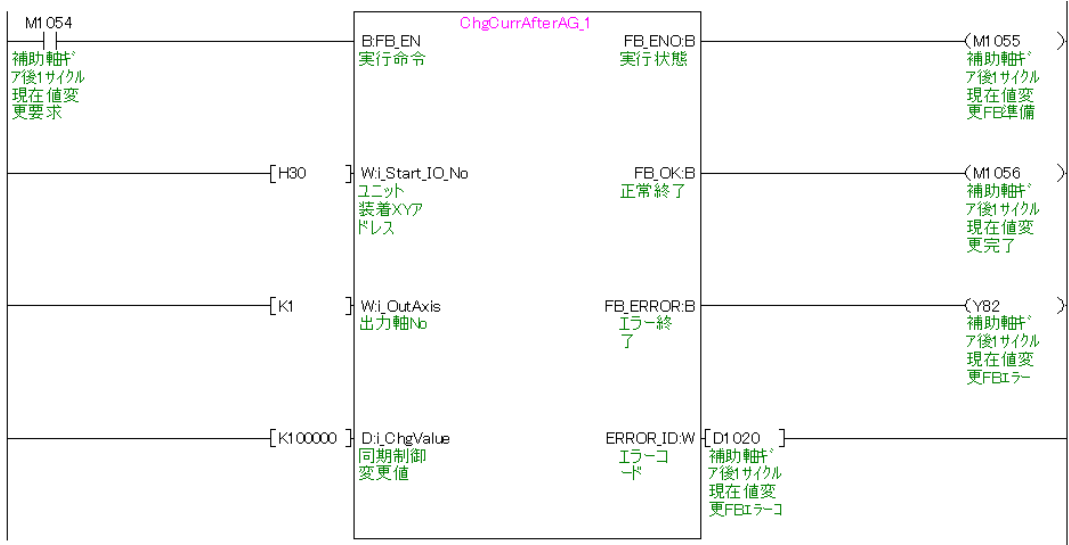 ChgCurrAfterAG_1
M1054
補助軸ギ
ア後1サイクル
現在値変
更要求
B:FB_EN
実行命令
FB_ENO:B
実行状態
M1055
補助軸ギ
ア後1サイクル
現在値変
更FB準備
H30
W:i_Start_IO_No
ユニット
装着XYア
ドレス
FB_OK:B
正常終了
M1056
補助軸ギ
ア後1サイクル
現在値変
更完了
K1
W:i_OutAxis
出力軸No
FB_ERROR:B
エラー終
了
Y82
補助軸ギ
ア後1サイクル
現在値変
更FBエラー
K100000
D:i_ChgValue
同期制御
変更値
ERROR_ID:W
エラーコ
ード
D1020
補助軸ギ
ア後1サイクル
現在値変
更FBエラーコ